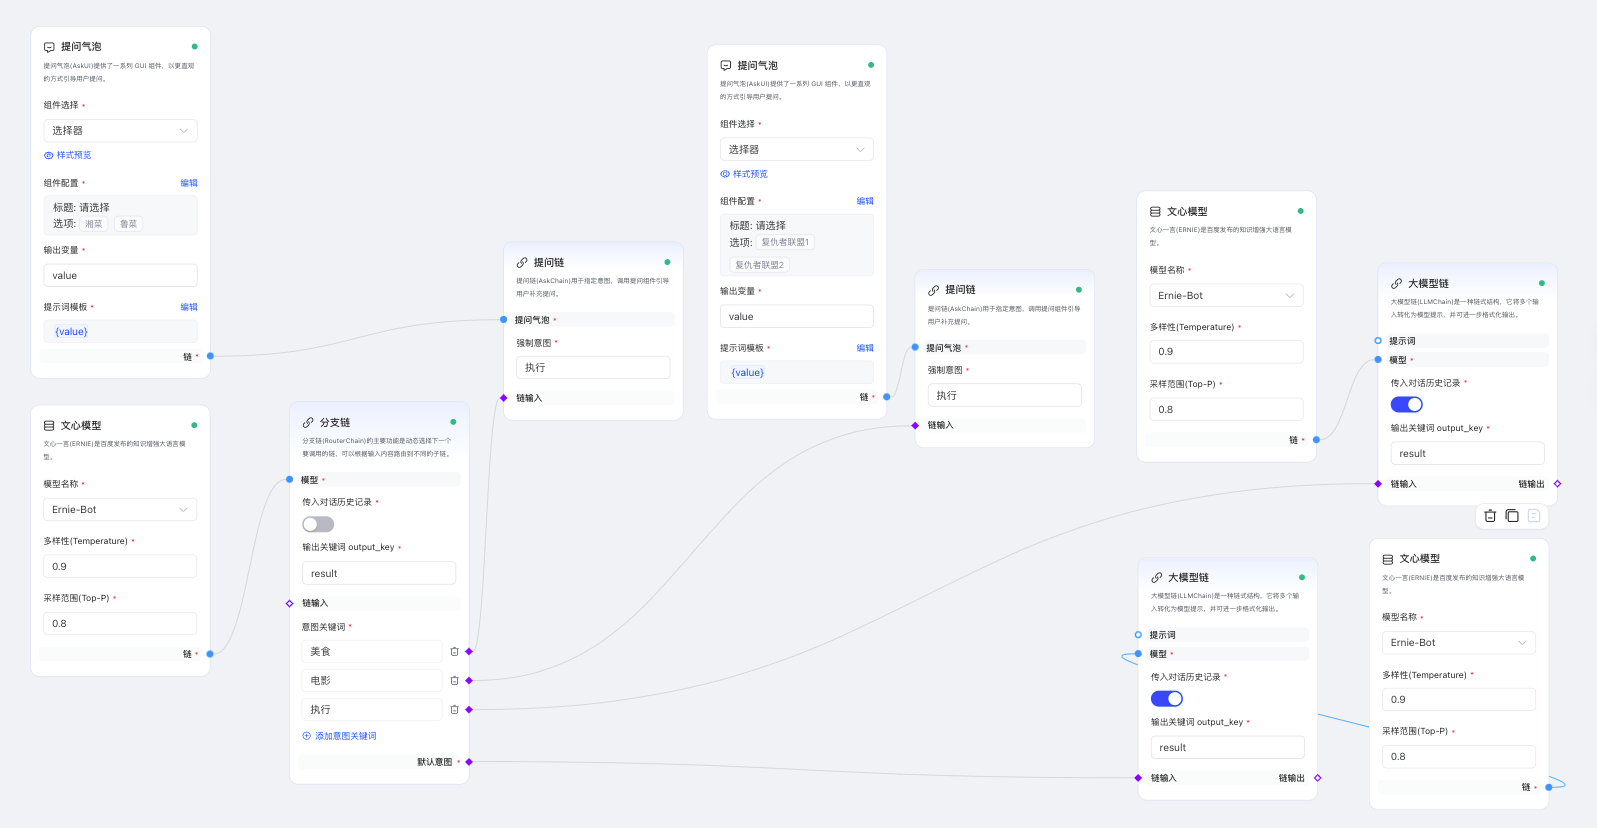 提问气泡
提问气泡(AskUI)提供了一系列 GUI 组件，以更直观
的方式引导用户提问。
组件选择 *
选择器
样式预览
组件配置 * 编辑
标题: 请选择
选项: 湘菜 鲁菜
输出变量 *
value
提示词模板 * 编辑
{value}
链 *
文心模型
文心一言(ERNIE)是百度发布的知识增强大语言模
型。
模型名称 *
Ernie-Bot
多样性(Temperature) *
0.9
采样范围(Top-P) *
0.8
链 *
分支链
分支链(RouterChain)的主要功能是动态选择下一个
要调用的链，可以根据输入内容路由到不同的子链。
模型 *
传入对话历史记录 *
输出关键词 output_key *
result
链输入
意图关键词 *
美食
电影
执行
添加意图关键词
默认意图 *
提问链
提问链(AskChain)用于指定意图，调用提问组件引导
用户补充提问。
提问气泡 *
强制意图 *
执行
链输入
提问气泡
提问气泡(AskUI)提供了一系列 GUI 组件，以更直观
的方式引导用户提问。
组件选择 *
选择器
样式预览
组件配置 * 编辑
标题: 请选择
选项: 复仇者联盟1
复仇者联盟2
输出变量 *
value
提示词模板 * 编辑
{value}
链 *
提问链
提问链(AskChain)用于指定意图，调用提问组件引导
用户补充提问。
提问气泡 *
强制意图 *
执行
链输入
文心模型
文心一言(ERNIE)是百度发布的知识增强大语言模
型。
模型名称 *
Ernie-Bot
多样性(Temperature) *
0.9
采样范围(Top-P) *
0.8
链 *
大模型链
大模型链(LLMChain)是一种链式结构，它将多个输
入转化为模型提示，并可进一步格式化输出。
提示词
模型 *
传入对话历史记录 *
输出关键词 output_key *
result
链输入 链输出
大模型链
大模型链(LLMChain)是一种链式结构，它将多个输
入转化为模型提示，并可进一步格式化输出。
提示词
模型 *
传入对话历史记录 *
输出关键词 output_key *
result
链输入 链输出
文心模型
文心一言(ERNIE)是百度发布的知识增强大语言模
型。
模型名称 *
Ernie-Bot
多样性(Temperature) *
0.9
采样范围(Top-P) *
0.8
链 *